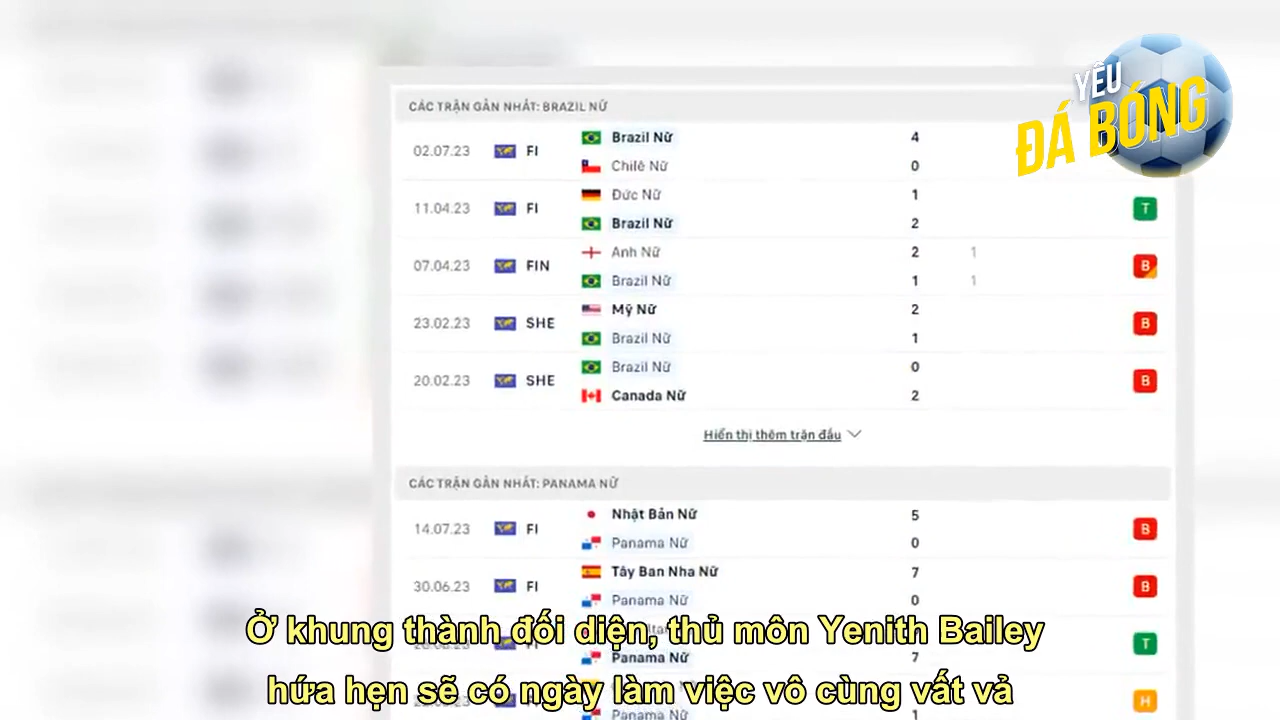 YÊU
ĐÁ BÓNG
CÁC TRẬN GẦN NHẤT: BRAZIL NỮ
02.07.23 FI Brazil Nữ 4
Chilê Nữ 0
11.04.23 FI Đức Nữ 1
Brazil Nữ 2 T
07.04.23 FIN Anh Nữ 2 1
Brazil Nữ 1 1 B
23.02.23 SHE Mỹ Nữ 2
Brazil Nữ 1 B
20.02.23 SHE Brazil Nữ 0
Canada Nữ 2 B
Hiển thị thêm trận đấu
CÁC TRẬN GẦN NHẤT: PANAMA NỮ
14.07.23 FI Nhật Bản Nữ 5
Panama Nữ 0 B
30.06.23 FI Tây Ban Nha Nữ 7
Panama Nữ 0 B
Panama Nữ 7 T
Panama Nữ 1 H
Ở khung thành đối diện, thủ môn Yenith Bailey
hứa hẹn sẽ có ngày làm việc vô cùng vất vả